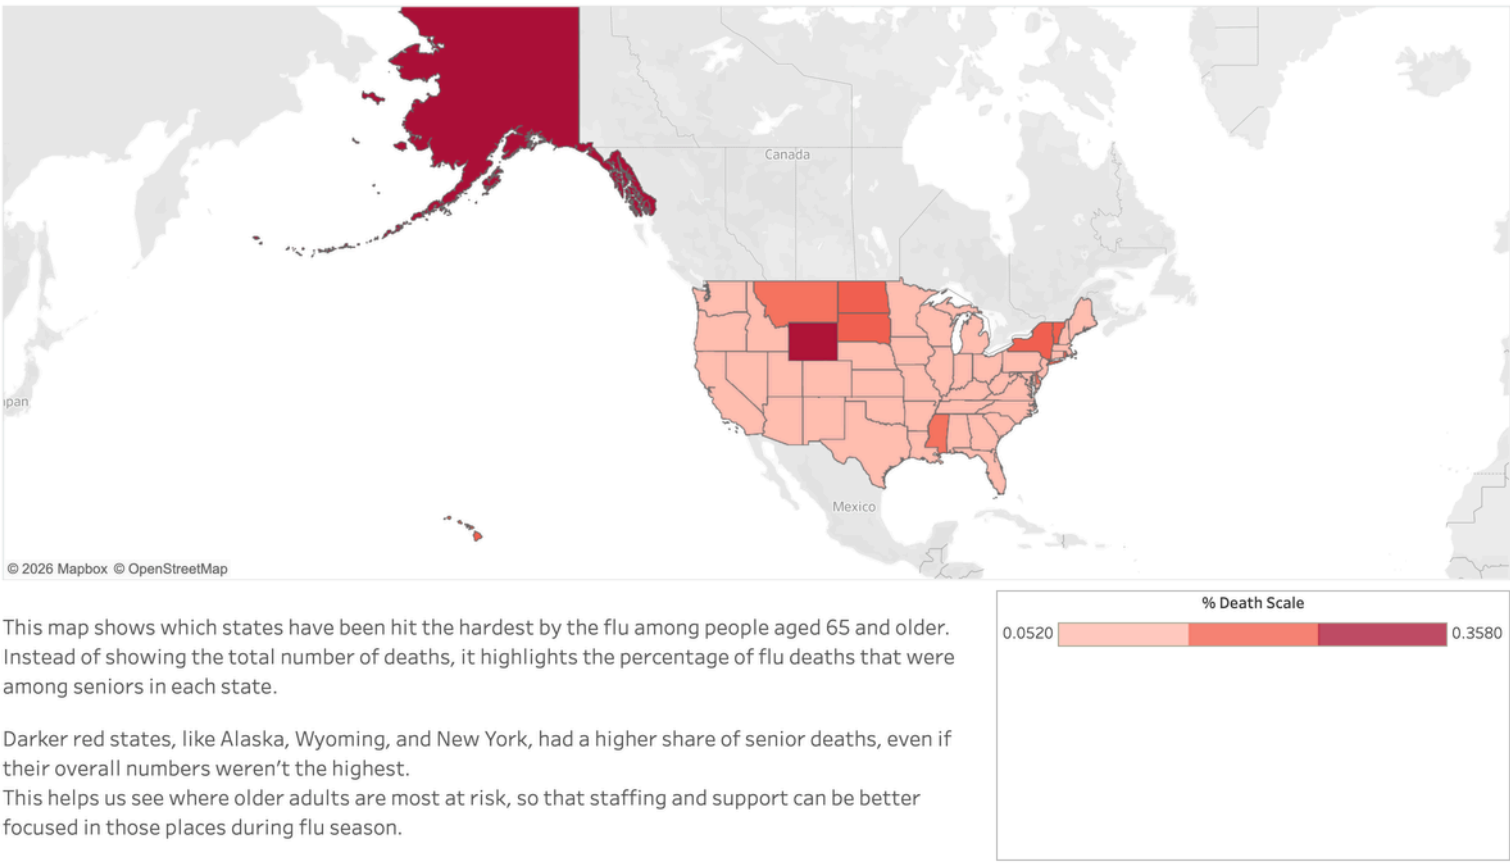 Canada
pan
Mexico
© 2026 Mapbox © OpenStreetMap
This map shows which states have been hit the hardest by the flu among people aged 65 and older.
Instead of showing the total number of deaths, it highlights the percentage of flu deaths that were
among seniors in each state.
Darker red states, like Alaska, Wyoming, and New York, had a higher share of senior deaths, even if
their overall numbers weren't the highest.
This helps us see where older adults are most at risk, so that staffing and support can be better
focused in those places during flu season.
% Death Scale
0.0520 0.3580